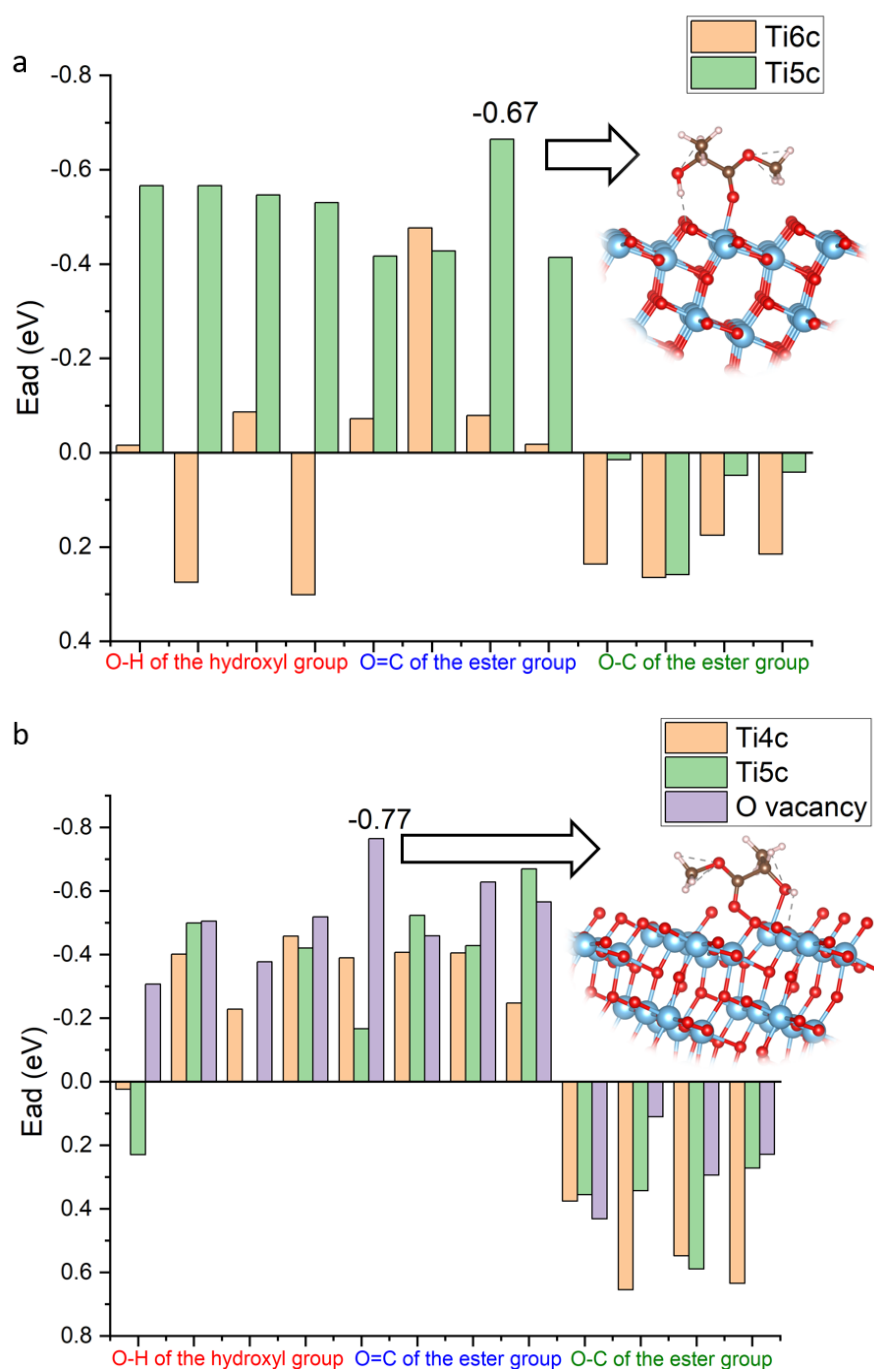 a
Ti6c
Ti5c
-0.8
-0.67
-0.6
-0.4
-0.2
0.0
0.2
0.4
Ead (eV)
O-H of the hydroxyl group O=C of the ester group O-C of the ester group
b
Ti4c
Ti5c
O vacancy
-0.8
-0.77
-0.6
-0.4
-0.2
0.0
0.2
0.4
0.6
0.8
Ead (eV)
O-H of the hydroxyl group O=C of the ester group O-C of the ester group